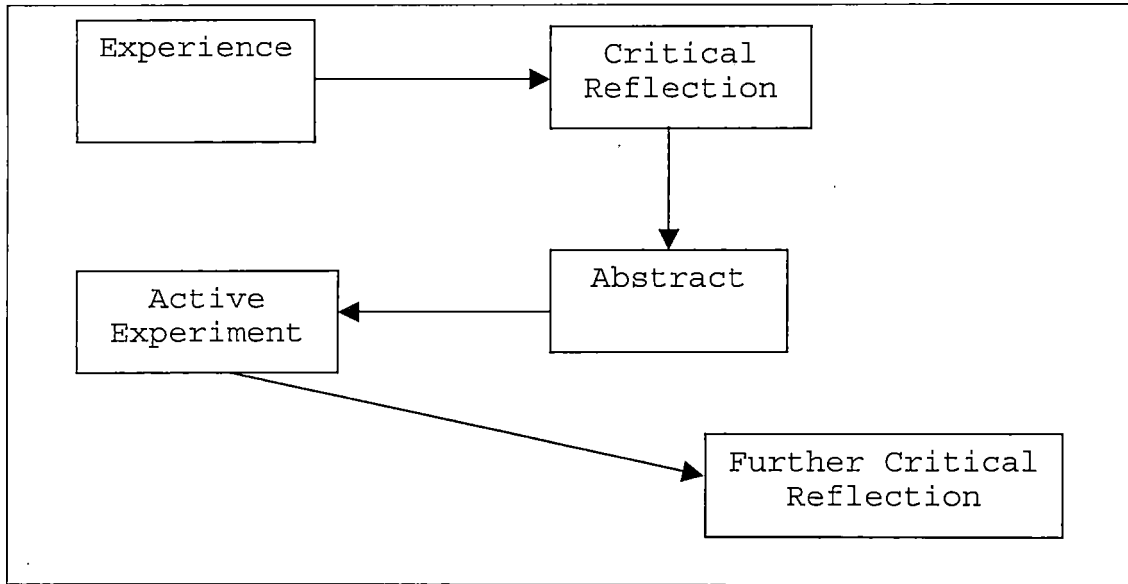 Experience
Critical
Reflection
Abstract
Active
Experiment
Further Critical
Reflection